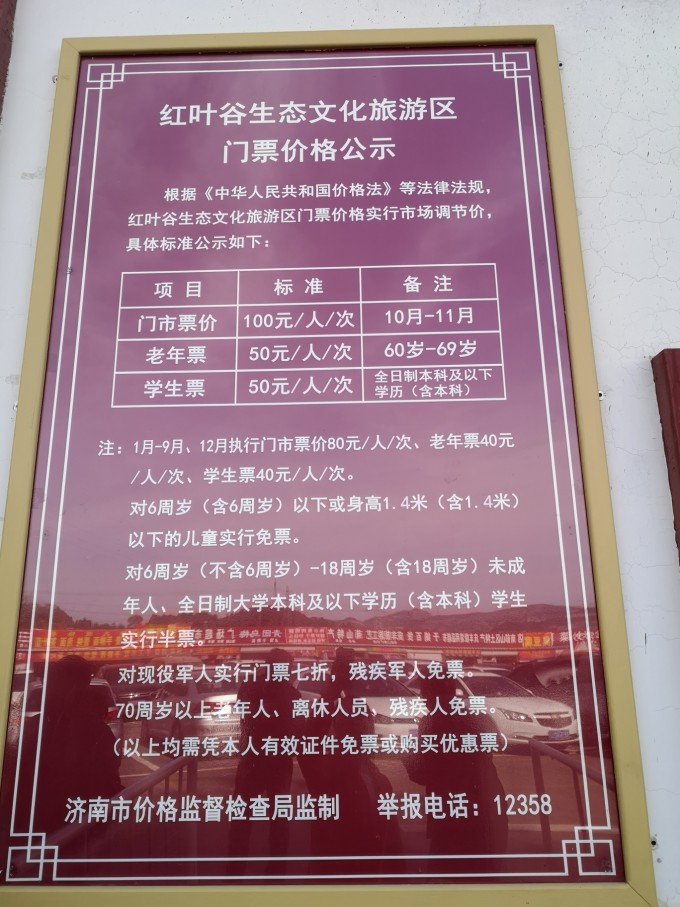 红叶谷生态文化旅游区
门票价格公示
根据《中华人民共和国价格法》等法律法规，
红叶谷生态文化旅游区门票价格实行市场调节价，
具体标准公示如下：
项目 标准 备注
门市票价 100元/人/次 10月-11月
老年票 50元/人/次 60岁-69岁
学生票 50元/人/次 全日制本科及以下
学历（含本科）
注：1月-9月、12月执行门市票价80元/人/次、老年票40元
/人/次、学生票40元/人/次。
对6周岁（含6周岁）以下或身高1.4米（含1.4米）
以下的儿童实行免票。
对6周岁（不含6周岁）-18周岁（含18周岁）未成
年人、全日制大学本科及以下学历（含本科）学生
实行半票。
对现役军人实行门票七折，残疾军人免票。
70周岁以上老年人、离休人员、残疾人免票。
（以上均需凭本人有效证件免票或购买优惠票）
济南市价格监督检查局监制 举报电话：12358